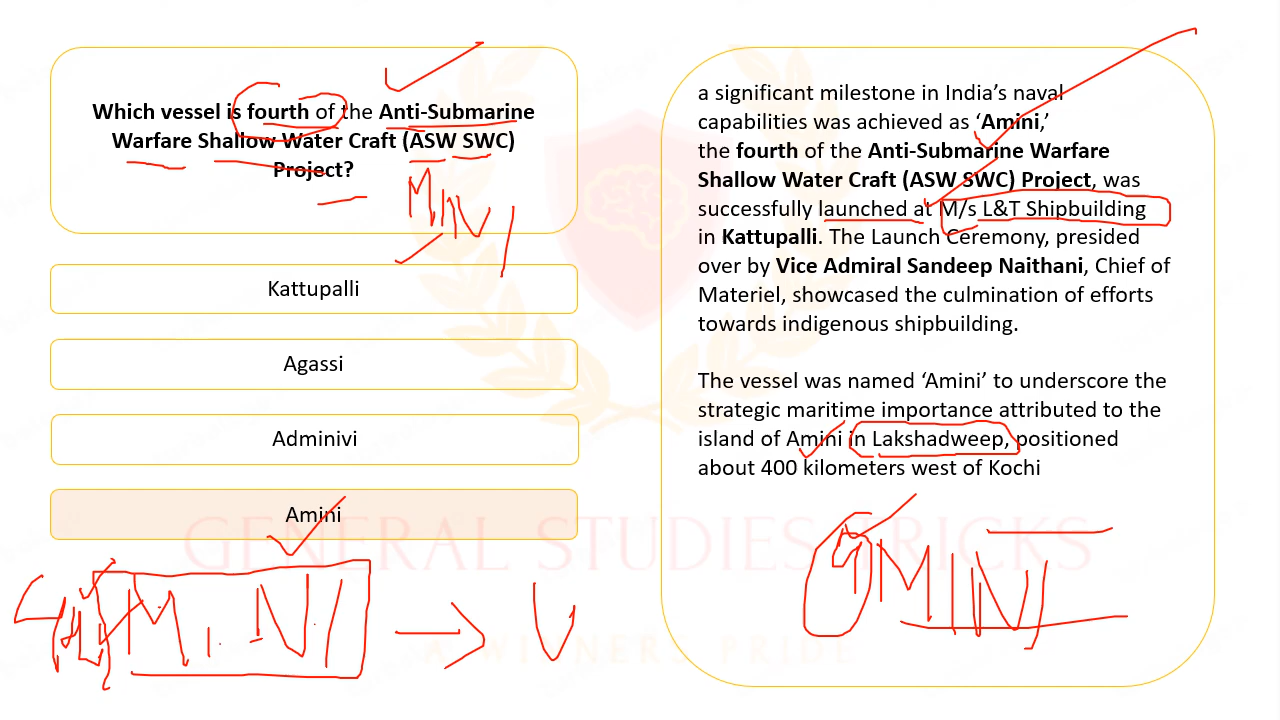 Which vessel is fourth of the Anti-Submarine
Warfare Shallow Water Craft (ASW SWC)
Project?
MINI
Kattupalli
Agassi
Adminivi
Amini
a significant milestone in India's naval
capabilities was achieved as 'Amini,'
the fourth of the Anti-Submarine Warfare
Shallow Water Craft (ASW SWC) Project, was
successfully launched at M/s L&T Shipbuilding
in Kattupalli. The Launch Ceremony, presided
over by Vice Admiral Sandeep Naithani, Chief of
Materiel, showcased the culmination of efforts
towards indigenous shipbuilding.
The vessel was named 'Amini' to underscore the
strategic maritime importance attributed to the
island of Amini in Lakshadweep, positioned
about 400 kilometers west of Kochi
GENERAL STUDIES TRICKS
A WINNERS PRIDE
MINI
MINI